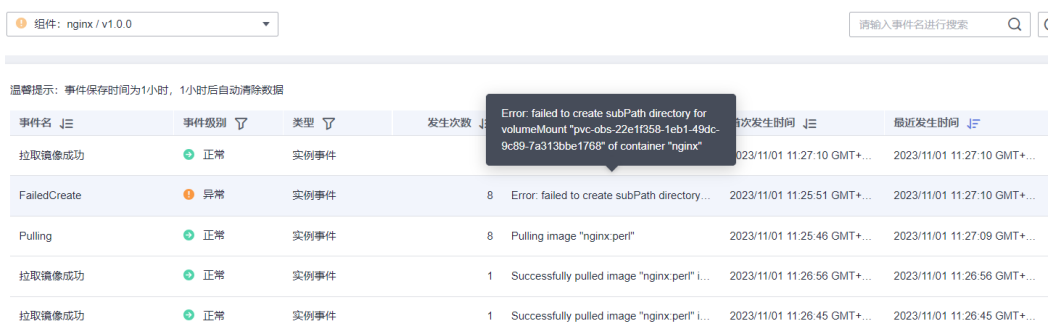 组件：nginx / v1.0.0
请输入事件名进行搜索
温馨提示：事件保存时间为1小时，1小时后自动清除数据
事件名 事件级别 类型 发生次数 首次发生时间 最近发生时间
Error: failed to create subPath directory for
volumeMount "pvc-obs-22e1f358-1eb1-49dc-
9c89-7a313bbe1768" of container "nginx"
拉取镜像成功 正常 实例事件 2023/11/01 11:27:10 GMT+... 2023/11/01 11:27:10 GMT+...
FailedCreate 异常 实例事件 8 Error: failed to create subPath directory... 2023/11/01 11:25:51 GMT+... 2023/11/01 11:27:10 GMT+...
Pulling 正常 实例事件 8 Pulling image "nginx:perl" 2023/11/01 11:25:46 GMT+... 2023/11/01 11:27:09 GMT+...
拉取镜像成功 正常 实例事件 1 Successfully pulled image "nginx:perl" i... 2023/11/01 11:26:56 GMT+... 2023/11/01 11:26:56 GMT+...
拉取镜像成功 正常 实例事件 1 Successfully pulled image "nginx:perl" i... 2023/11/01 11:26:45 GMT+... 2023/11/01 11:26:45 GMT+...